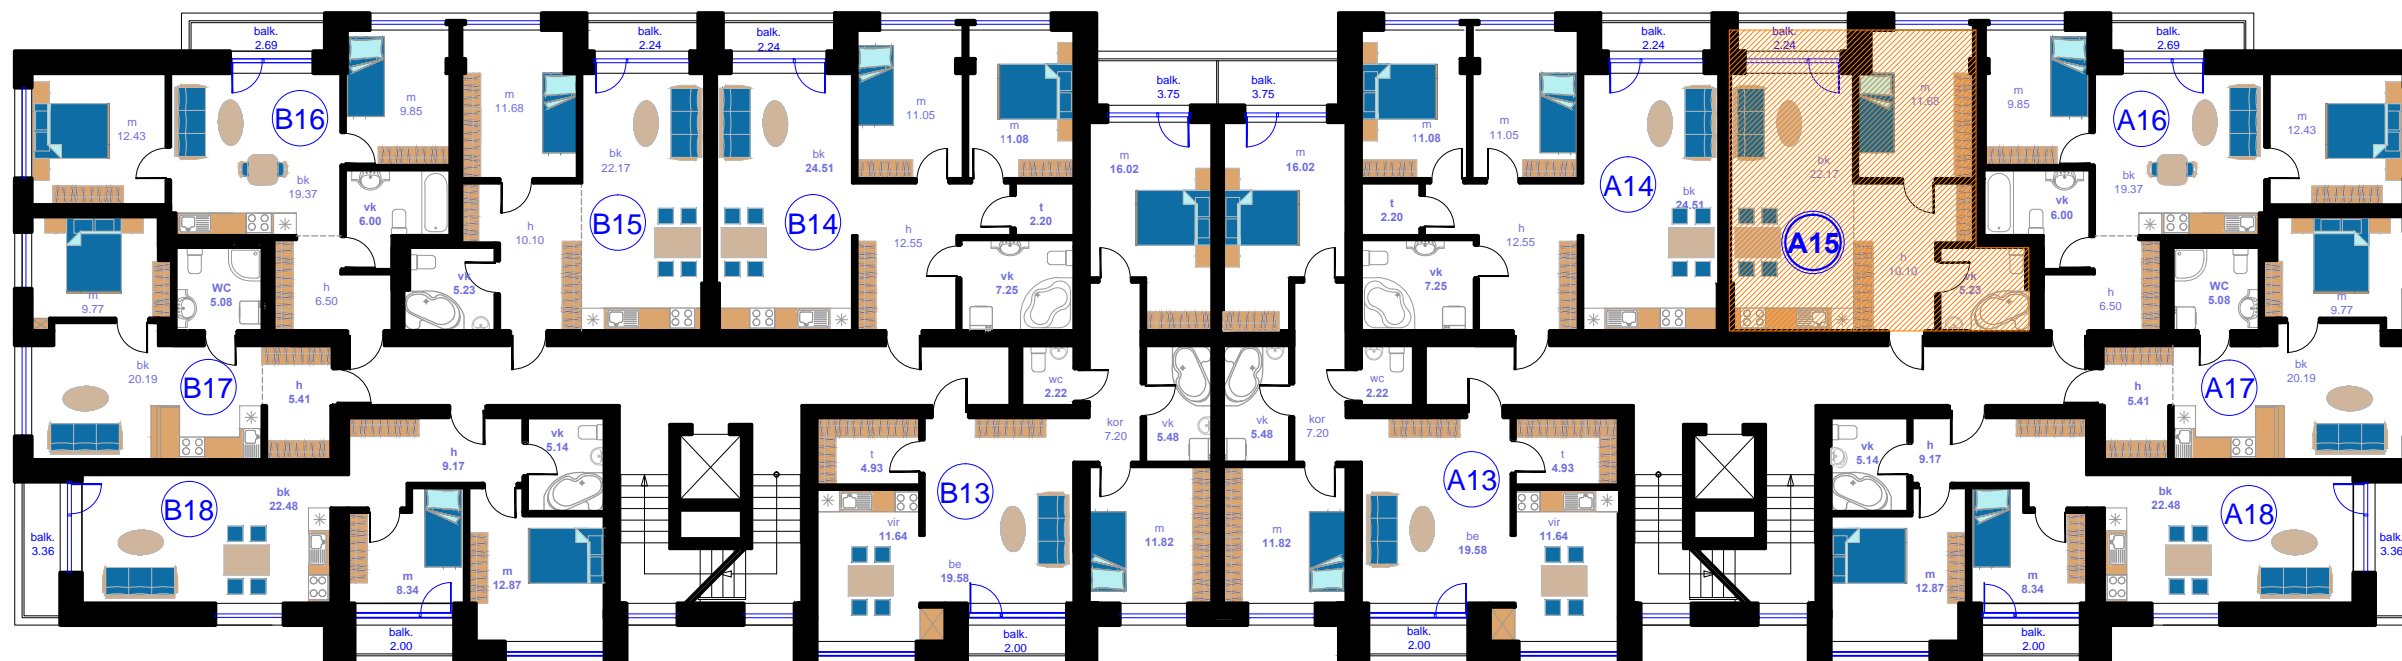 balk.
2.69
balk.
2.24
balk.
2.24
balk.
3.75
balk.
3.75
balk.
2.24
balk.
2.24
balk.
2.69
m
12.43
B16
bk
19.37
m
9.85
m
11.68
bk
22.17
B15
bk
24.51
B14
m
11.05
m
11.08
m
16.02
m
16.02
m
11.08
m
11.05
A14
bk
24.51
bk
22.17
A15
m
11.68
m
9.85
A16
bk
19.37
m
12.43
vk
6.00
h
10.10
h
12.55
t
2.20
t
2.20
h
12.55
h
10.10
vk
6.00
m
9.77
WC
5.08
h
6.50
vk
5.23
vk
7.25
vk
7.25
vk
5.23
h
6.50
WC
5.08
m
9.77
bk
20.19
B17
h
5.41
wc
2.22
wc
2.22
h
5.41
A17
bk
20.19
h
9.17
vk
5.14
t
4.93
B13
kor
7.20
vk
5.48
vk
5.48
kor
7.20
A13
t
4.93
vk
5.14
h
9.17
B18
bk
22.48
balk.
3.36
m
8.34
m
12.87
vir
11.64
be
19.58
m
11.82
m
11.82
be
19.58
vir
11.64
m
12.87
m
8.34
bk
22.48
A18
balk.
3.36
balk.
2.00
balk.
2.00
balk.
2.00
balk.
2.00